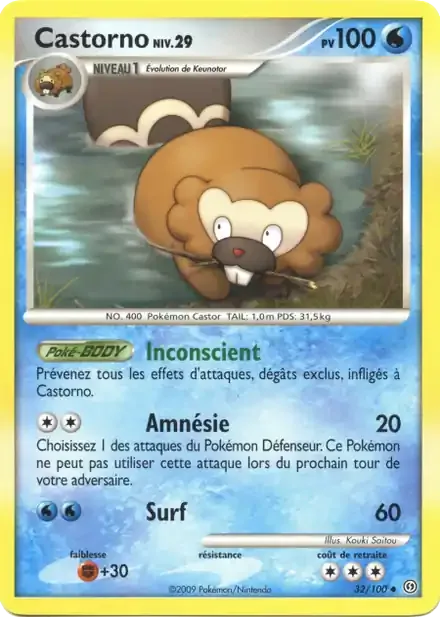 Castorno NIV.29 PV 100
NIVEAU 1 Évolution de Keunotor
NO. 400 Pokémon Castor TAIL: 1,0m PDS: 31,5kg
Poké-BODY Inconscient
Prévenez tous les effets d'attaques, dégâts exclus, infligés à
Castorno.
Amnésie 20
Choisissez 1 des attaques du Pokémon Défenseur. Ce Pokémon
ne peut pas utiliser cette attaque lors du prochain tour de
votre adversaire.
Surf 60
Illus. Kouki Saitou
faiblesse résistance coût de retraite
+30
©2009 Pokémon/Nintendo 32/100